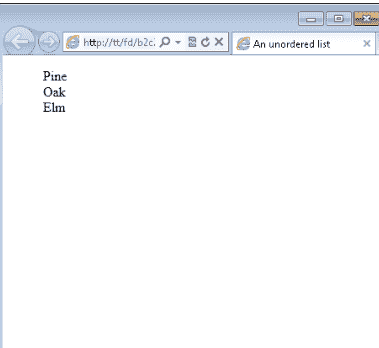 http://tt/fd/b2c.
An unordered list
Pine
Oak
Elm